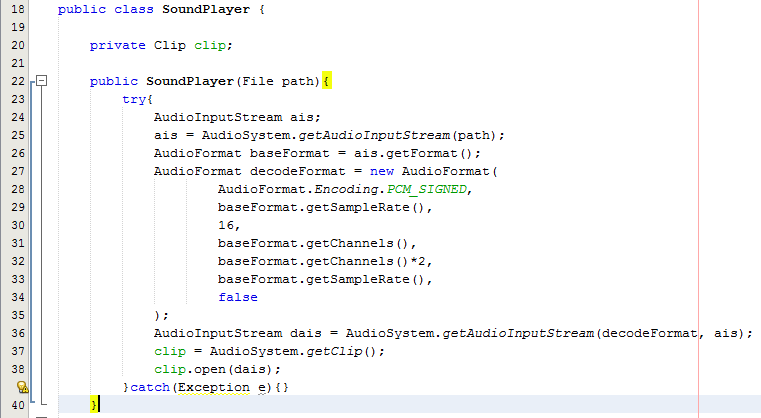 18 public class SoundPlayer {
19
20 private Clip clip;
21
22 public SoundPlayer(File path){
23 try{
24 AudioInputStream ais;
25 ais = AudioSystem.getAudioInputStream(path);
26 AudioFormat baseFormat = ais.getFormat();
27 AudioFormat decodeFormat = new AudioFormat(
28 AudioFormat.Encoding.PCM_SIGNED,
29 baseFormat.getSampleRate(),
30 16,
31 baseFormat.getChannels(),
32 baseFormat.getChannels()*2,
33 baseFormat.getSampleRate(),
34 false
35 );
36 AudioInputStream dais = AudioSystem.getAudioInputStream(decodeFormat, ais);
37 clip = AudioSystem.getClip();
38 clip.open(dais);
}catch(Exception e){}
40 }